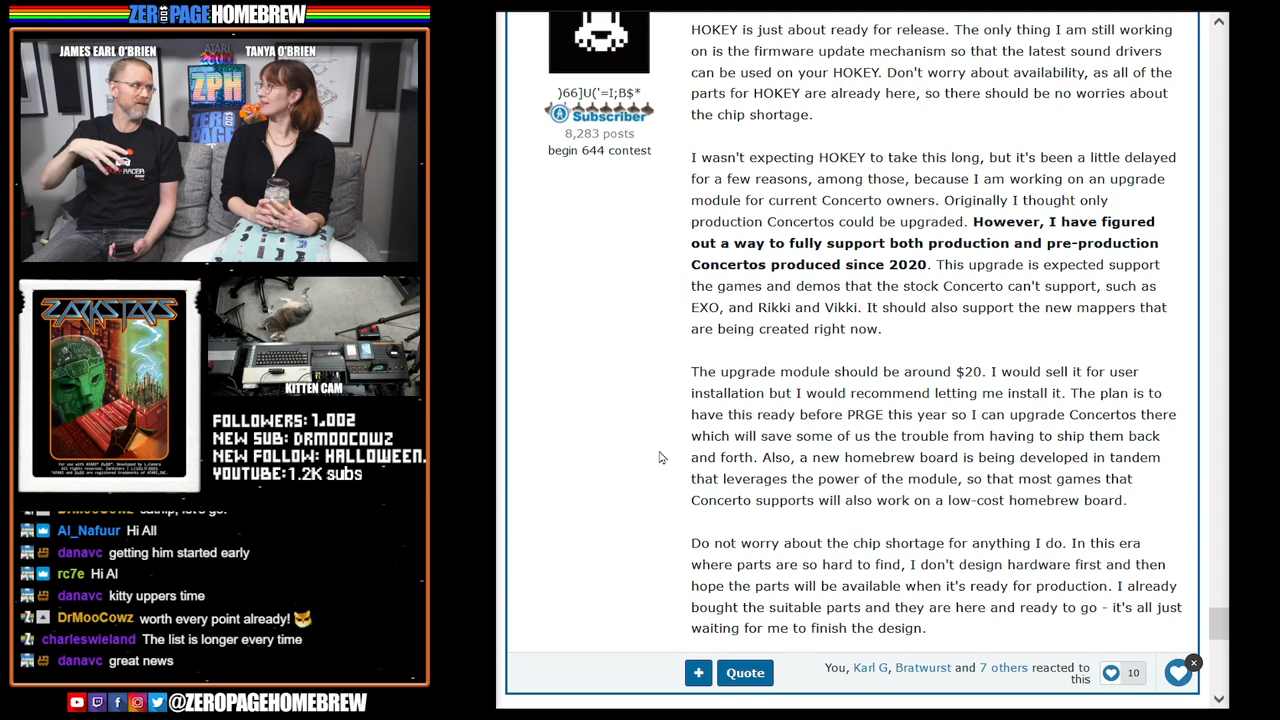 ZERO PAGE HOMEBREW
JAMES EARL O'BRIEN
TANYA O'BRIEN
ATARI
ZPH
ZERO
PAGE
RACER
ZARKSTARS
KITTEN CAM
FOLLOWERS: 1,002
NEW SUB: DRMOOCOWZ
NEW FOLLOW: HALLOWEEN.
YOUTUBE: 1.2K subs
DrMooCowz catnip, let's go!
Al_Nafuur Hi All
danavc getting him started early
rc7e Hi Al
danavc kitty uppers time
DrMooCowz worth every point already!
charleswieland The list is longer every time
danavc great news
@ZEROPAGEHOMEBREW
)66]U('=I;B$*
Subscriber
8,283 posts
begin 644 contest
HOKEY is just about ready for release. The only thing I am still working
on is the firmware update mechanism so that the latest sound drivers
can be used on your HOKEY. Don't worry about availability, as all of the
parts for HOKEY are already here, so there should be no worries about
the chip shortage.
I wasn't expecting HOKEY to take this long, but it's been a little delayed
for a few reasons, among those, because I am working on an upgrade
module for current Concerto owners. Originally I thought only
production Concertos could be upgraded. However, I have figured
out a way to fully support both production and pre-production
Concertos produced since 2020. This upgrade is expected support
the games and demos that the stock Concerto can't support, such as
EXO, and Rikki and Vikki. It should also support the new mappers that
are being created right now.
The upgrade module should be around $20. I would sell it for user
installation but I would recommend letting me install it. The plan is to
have this ready before PRGE this year so I can upgrade Concertos there
which will save some of us the trouble from having to ship them back
and forth. Also, a new homebrew board is being developed in tandem
that leverages the power of the module, so that most games that
Concerto supports will also work on a low-cost homebrew board.
Do not worry about the chip shortage for anything I do. In this era
where parts are so hard to find, I don't design hardware first and then
hope the parts will be available when it's ready for production. I already
bought the suitable parts and they are here and ready to go - it's all just
waiting for me to finish the design.
+ Quote
You, Karl G, Bratwurst and 7 others reacted to
this
10